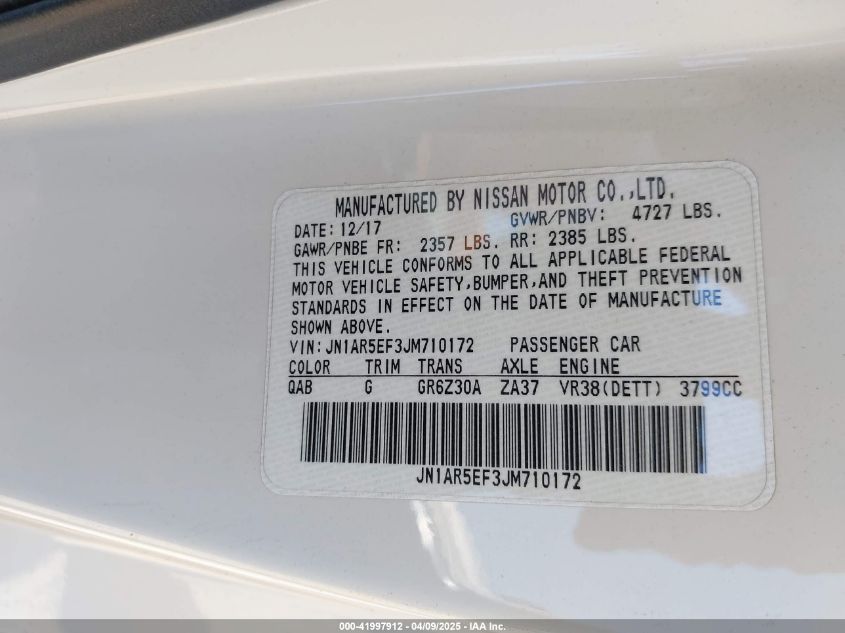 MANUFACTURED BY NISSAN MOTOR CO.,LTD.
DATE: 12/17 GVWR/PNBV: 4727 LBS.
GAWR/PNBE FR: 2357 LBS. RR: 2385 LBS.
THIS VEHICLE CONFORMS TO ALL APPLICABLE FEDERAL
MOTOR VEHICLE SAFETY,BUMPER,AND THEFT PREVENTION
STANDARDS IN EFFECT ON THE DATE OF MANUFACTURE
SHOWN ABOVE.
VIN:JN1AR5EF3JM710172 PASSENGER CAR
COLOR TRIM TRANS AXLE ENGINE
QAB G GR6Z30A ZA37 VR38(DETT) 3799CC
JN1AR5EF3JM710172
000-41997912 | 04/09/2025 - IAA Inc.